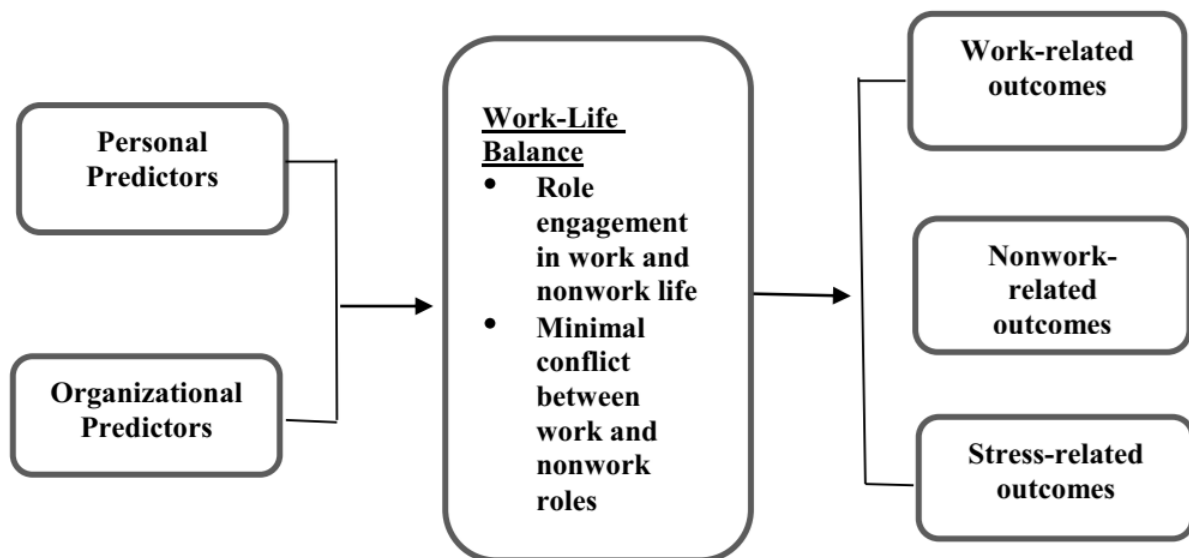 Personal
Predictors
Organizational
Predictors
Work-Life
Balance
• Role
engagement
in work and
nonwork life
• Minimal
conflict
between
work and
nonwork
roles
Work-related
outcomes
Nonwork-
related
outcomes
Stress-related
outcomes